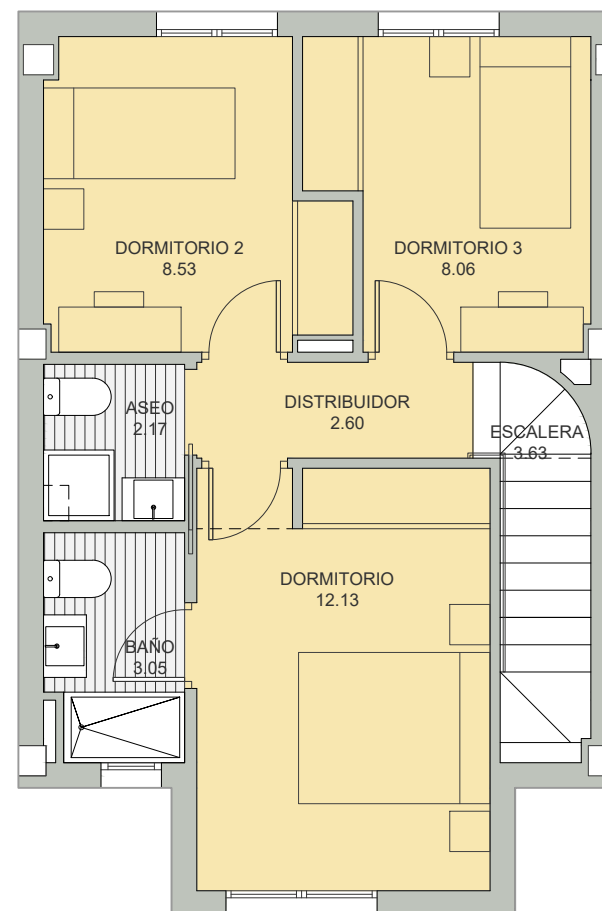 DORMITORIO 2
8.53
DORMITORIO 3
8.06
ASEO
2.17
DISTRIBUIDOR
2.60
ESCALERA
3.63
DORMITORIO
12.13
BAÑO
3.05